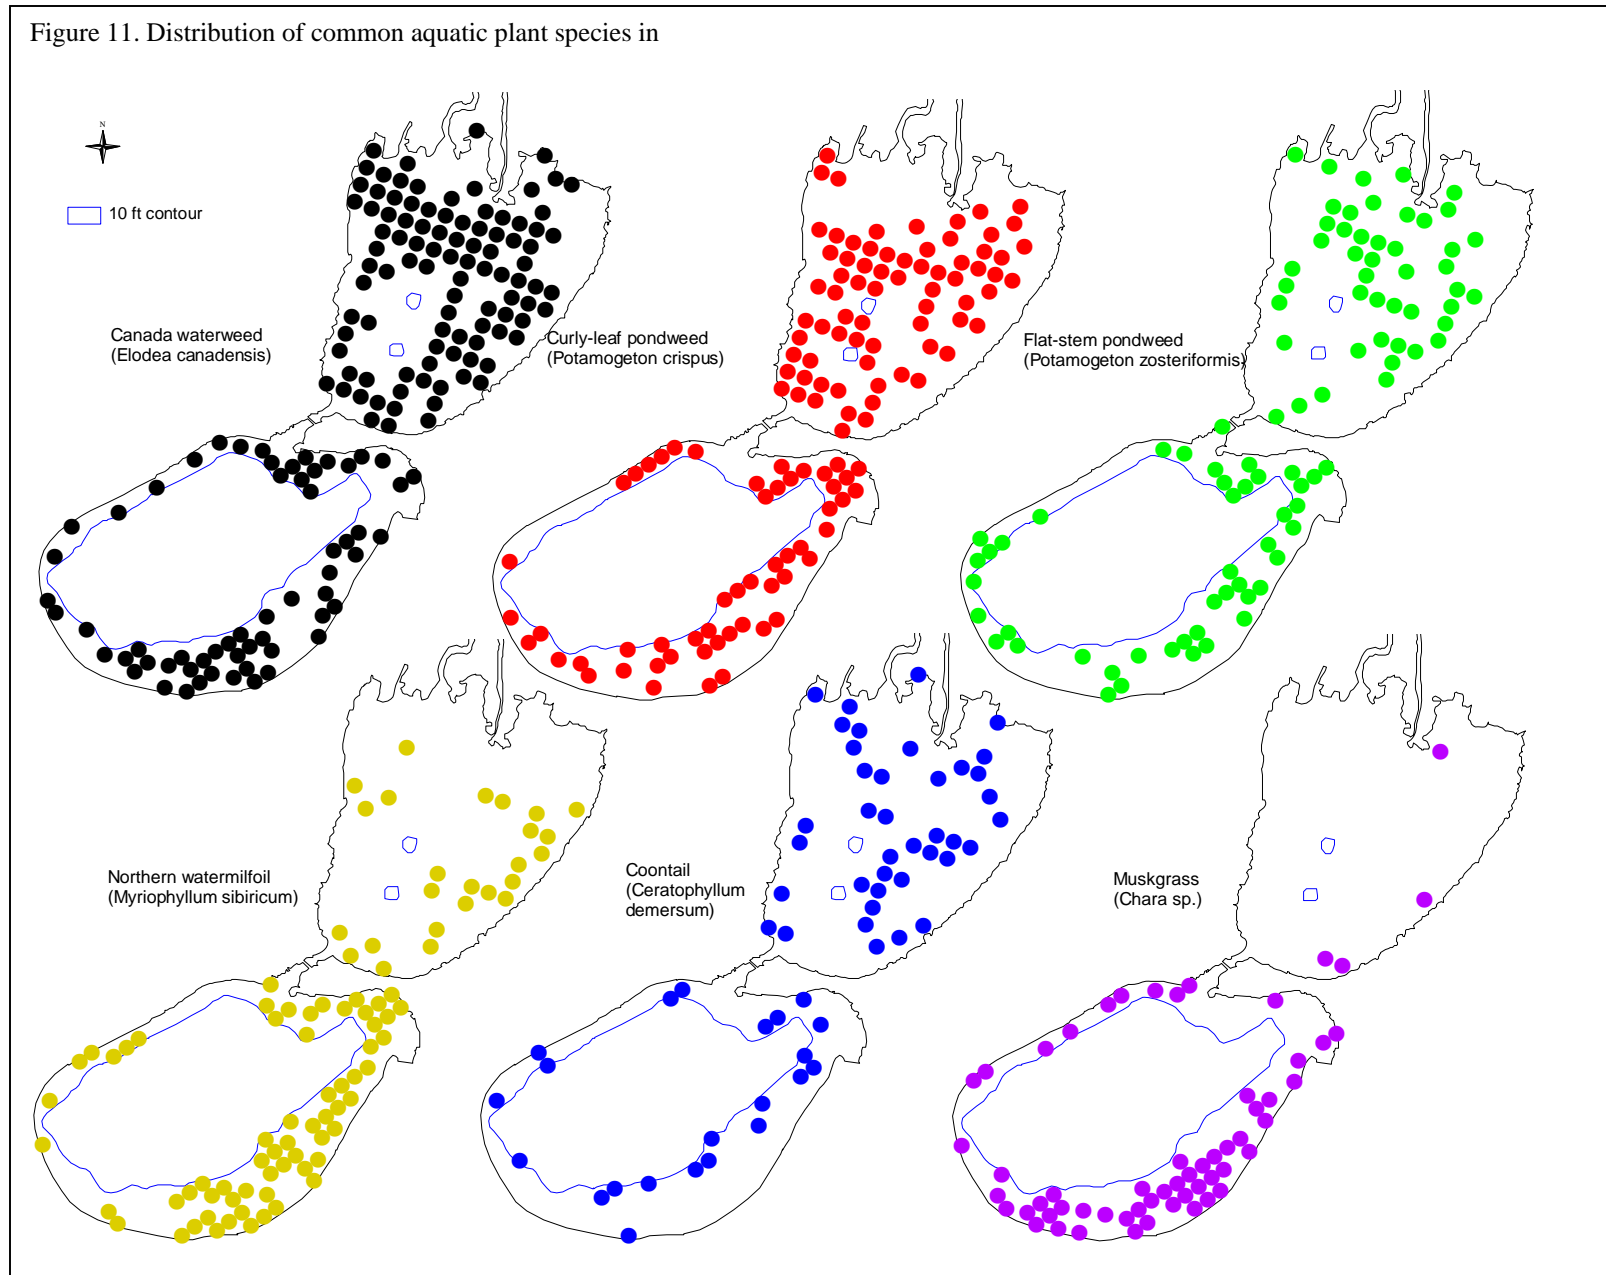 Figure 11. Distribution of common aquatic plant species in
N
10 ft contour
Canada waterweed
(Elodea canadensis)
Curly-leaf pondweed
(Potamogeton crispus)
Flat-stem pondweed
(Potamogeton zosteriformis)
Northern watermilfoil
(Myriophyllum sibiricum)
Coontail
(Ceratophyllum
demersum)
Muskgrass
(Chara sp.)